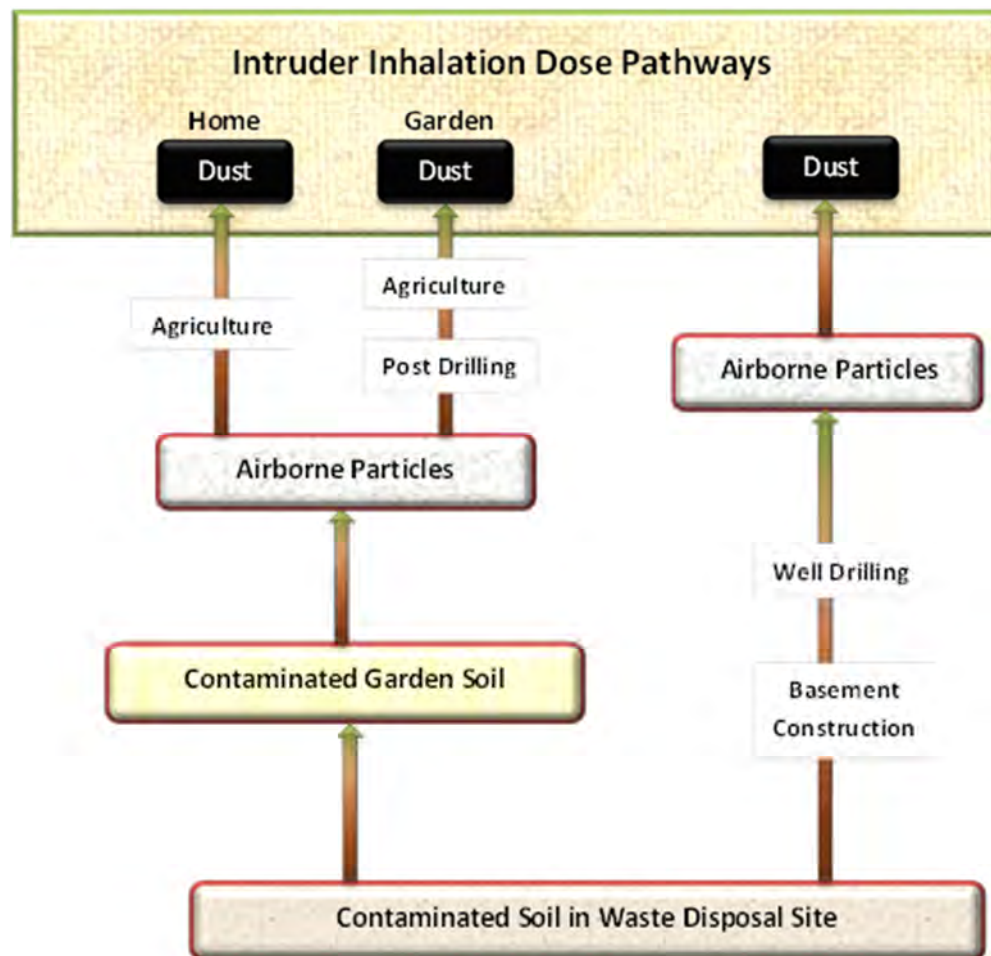 Intruder Inhalation Dose Pathways
Home
Garden
Dust
Dust
Dust
Agriculture
Agriculture
Post Drilling
Airborne Particles
Airborne Particles
Well Drilling
Contaminated Garden Soil
Basement
Construction
Contaminated Soil in Waste Disposal Site